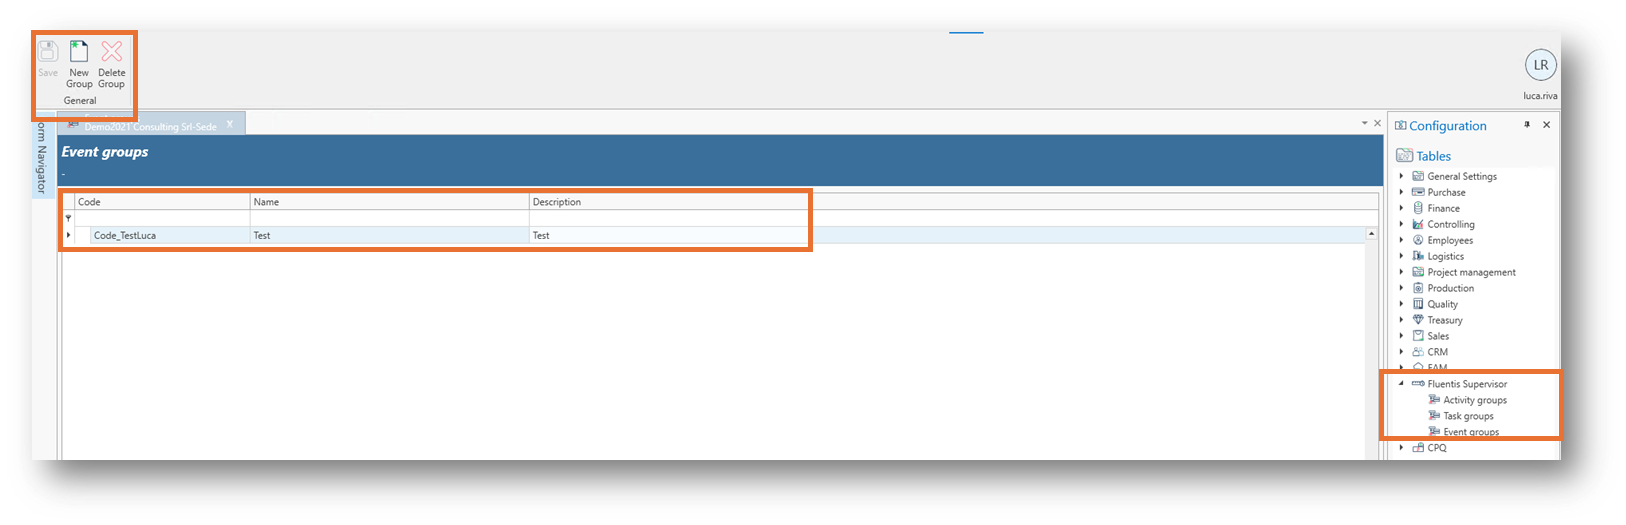 Save
New Group
Delete Group
General
LR
luca.riva
Form Navigator
Demo2021 Consulting Srl-Sede X
Event groups
-
Code Name Description
Code_TestLuca Test Test
Configuration
Tables
General Settings
Purchase
Finance
Controlling
Employees
Logistics
Project management
Production
Quality
Treasury
Sales
CRM
EAM
Fluentis Supervisor
Activity groups
Task groups
Event groups
CPQ